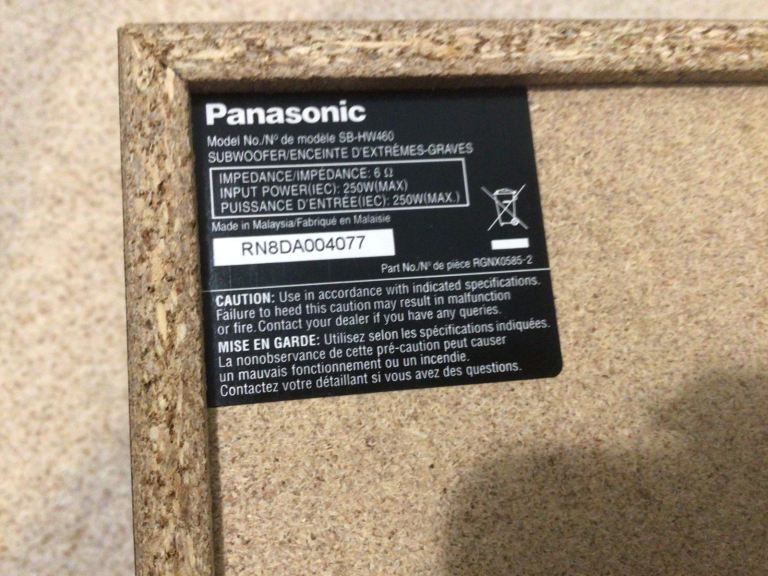 Panasonic
Model No./Nº de modèle SB-HW460
SUBWOOFER/ENCEINTE D'EXTRÊMES-GRAVES
IMPEDANCE/IMPÉDANCE: 6 Ω
INPUT POWER(IEC): 250W(MAX)
PUISSANCE D'ENTRÉE(IEC): 250W(MAX.)
Made in Malaysia/Fabriqué en Malaisie
RN8DA004077
Part No./Nº de pièce RGNX0585-2
CAUTION: Use in accordance with indicated specifications.
Failure to heed this caution may result in malfunction
or fire. Contact your dealer if you have any queries.
MISE EN GARDE: Utilisez selon les spécifications indiquées.
La nonobservance de cette pré-caution peut causer
un mauvais fonctionnement ou un incendie.
Contactez votre détaillant si vous avez des questions.